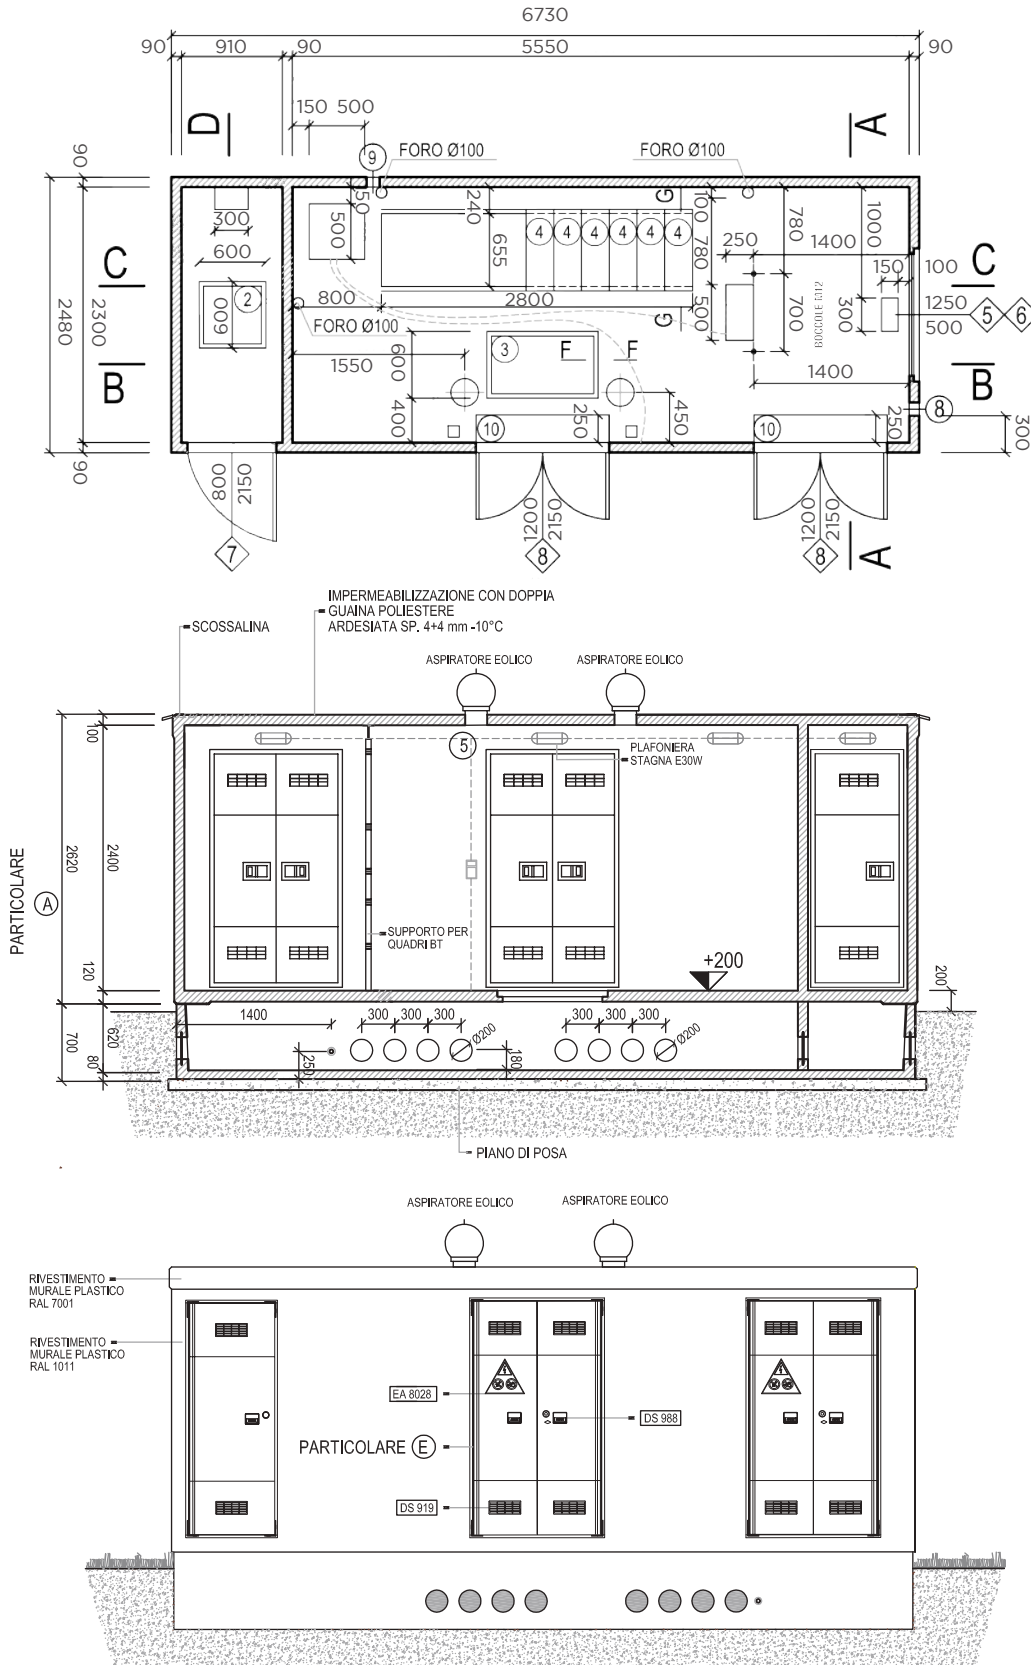 6730
90 910 90 5550 90
150 500
D
A
FORO Ø100
FORO Ø100
9
90
50
240
G
100
780
1000
300
500
4 4 4 4 4 4
655
780
250
1400
600
C
C
150 100
2
600
800
2800
500
700
BOCCOLE D12
300
1250
500
5 6
2480
2300
FORO Ø100
G
3
F F
1550
600
1400
B
B
400
10
250
450
10
250
8
300
90
800
2150
1200
2150
1200
2150
7
8
8
A
IMPERMEABILIZZAZIONE CON DOPPIA
GUAINA POLIESTERE
ARDESIATA SP. 4+4 mm -10°C
SCOSSALINA
ASPIRATORE EOLICO
ASPIRATORE EOLICO
100
5
PLAFONIERA
STAGNA E30W
PARTICOLARE
A
2620
2400
SUPPORTO PER
QUADRI BT
+200
120
200
1400
300 300 300
Ø200
300 300 300
Ø200
700
620
80
250
180
PIANO DI POSA
ASPIRATORE EOLICO
ASPIRATORE EOLICO
RIVESTIMENTO
MURALE PLASTICO
RAL 7001
RIVESTIMENTO
MURALE PLASTICO
RAL 1011
EA 8028
DS 988
PARTICOLARE E
DS 919